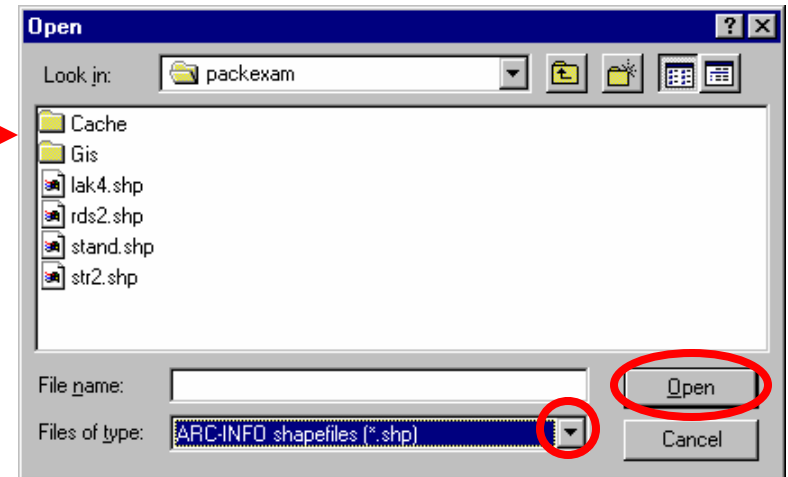 Open
Look in: packexam
Cache
Gis
lak4.shp
rds2.shp
stand.shp
str2.shp
File name: Open
Files of type: ARC-INFO shapefiles (*.shp) Cancel